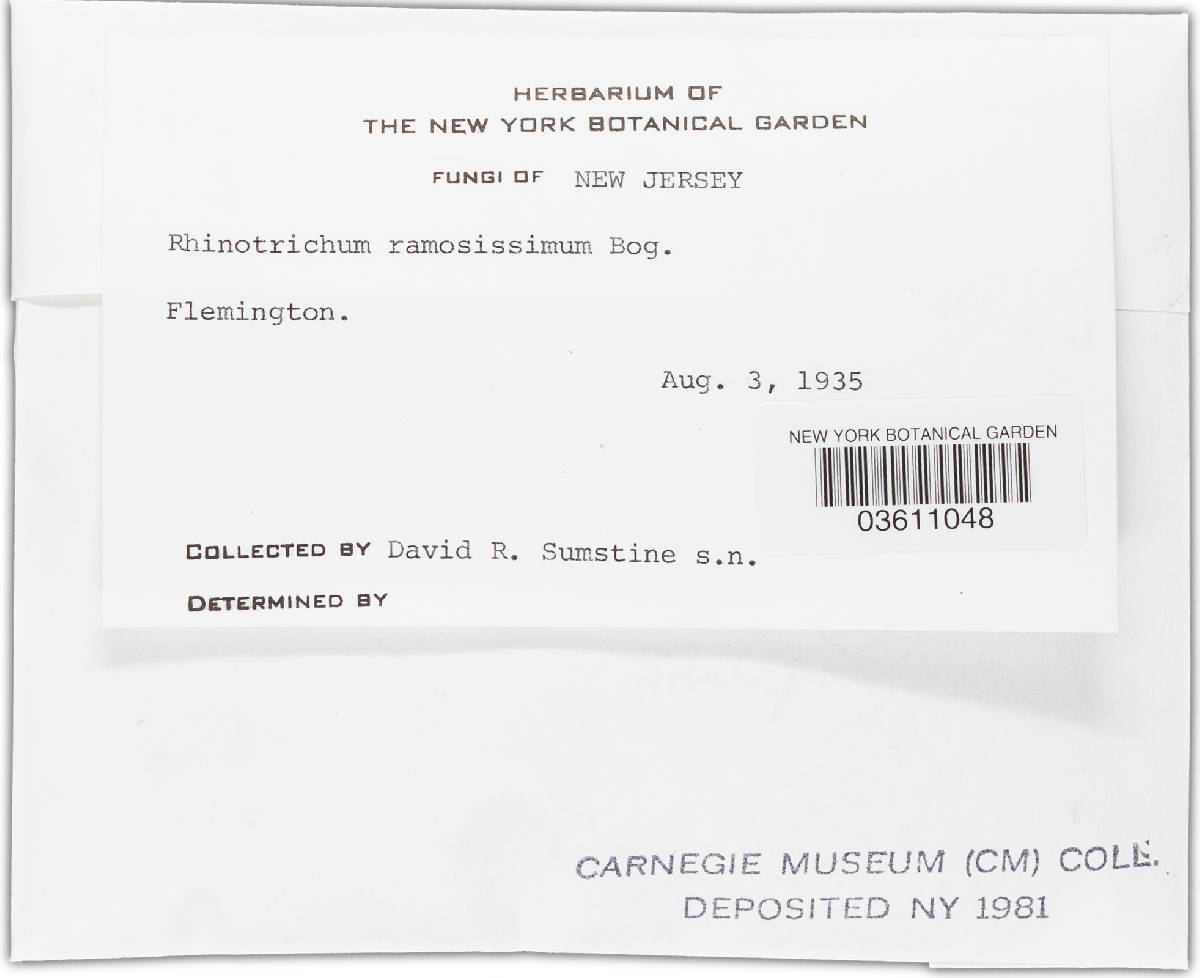 HERBARIUM OF
THE NEW YORK BOTANICAL GARDEN
FUNGI OF NEW JERSEY
Rhinotrichum ramosissimum Bog.
Flemington.
Aug. 3, 1935
NEW YORK BOTANICAL GARDEN
03611048
COLLECTED BY David R. Sumstine s.n.
DETERMINED BY
CARNEGIE MUSEUM (CM) COLL.
DEPOSITED NY 1981